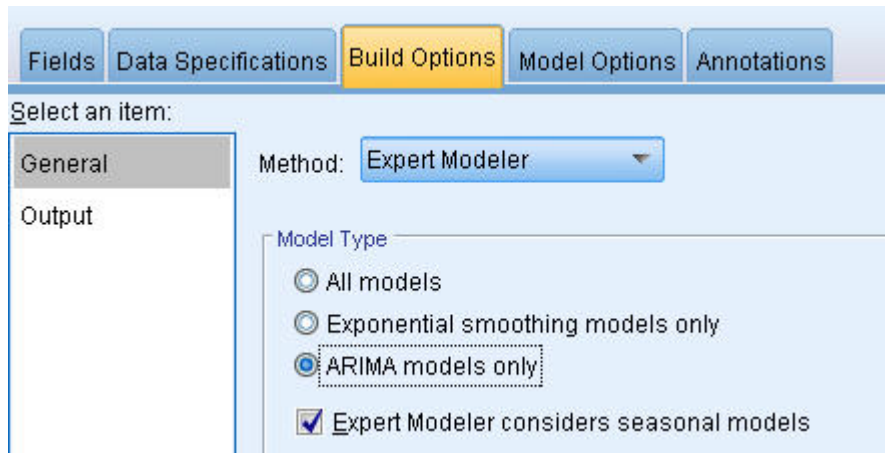 Fields Data Specifications Build Options Model Options Annotations
Select an item:
General
Output
Method: Expert Modeler
Model Type
All models
Exponential smoothing models only
ARIMA models only
Expert Modeler considers seasonal models